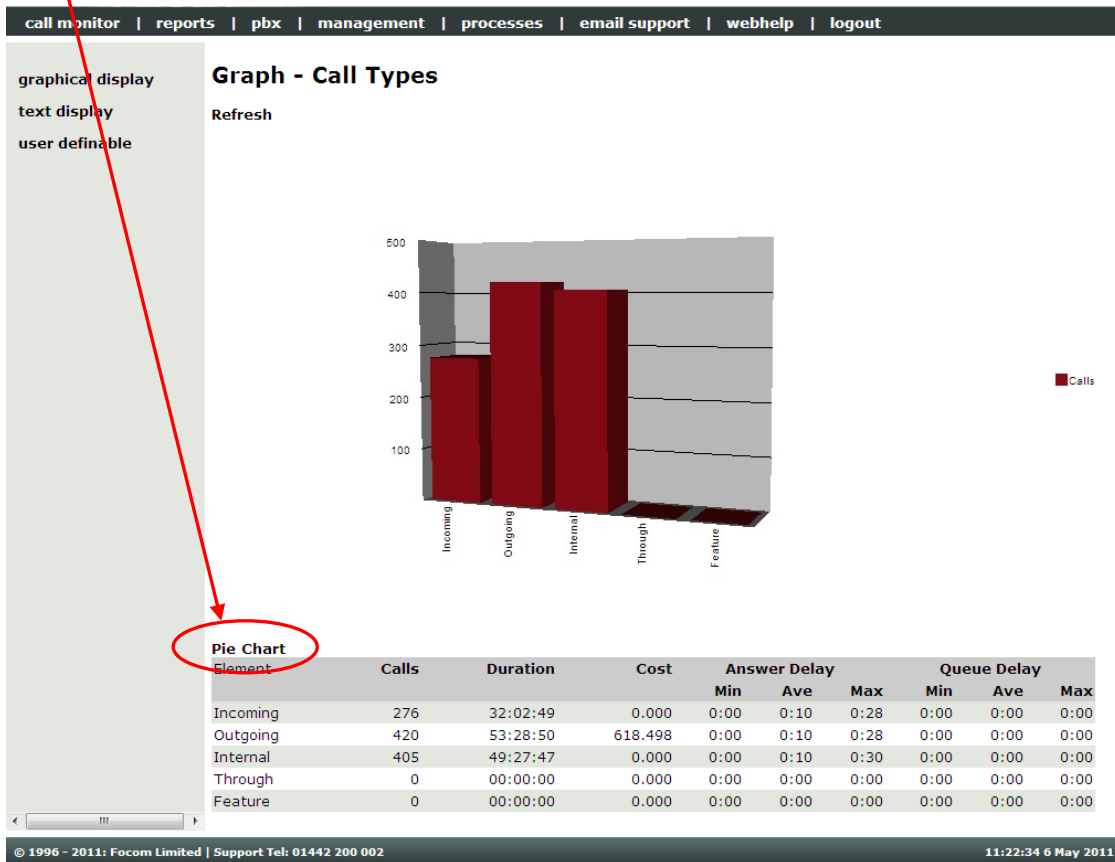 call monitor | reports | pbx | management | processes | email support | webhelp | logout
graphical display
text display
user definable
Graph - Call Types
Refresh
500
400
300
200
100
Incoming
Outgoing
Internal
Through
Feature
Calls
Pie Chart
Element Calls Duration Cost Answer Delay Queue Delay
Min Ave Max Min Ave Max
Incoming 276 32:02:49 0.000 0:00 0:10 0:28 0:00 0:00 0:00
Outgoing 420 53:28:50 618.498 0:00 0:10 0:28 0:00 0:00 0:00
Internal 405 49:27:47 0.000 0:00 0:10 0:30 0:00 0:00 0:00
Through 0 00:00:00 0.000 0:00 0:00 0:00 0:00 0:00 0:00
Feature 0 00:00:00 0.000 0:00 0:00 0:00 0:00 0:00 0:00
© 1996 - 2011: Focom Limited | Support Tel: 01442 200 002 11:22:34 6 May 2011